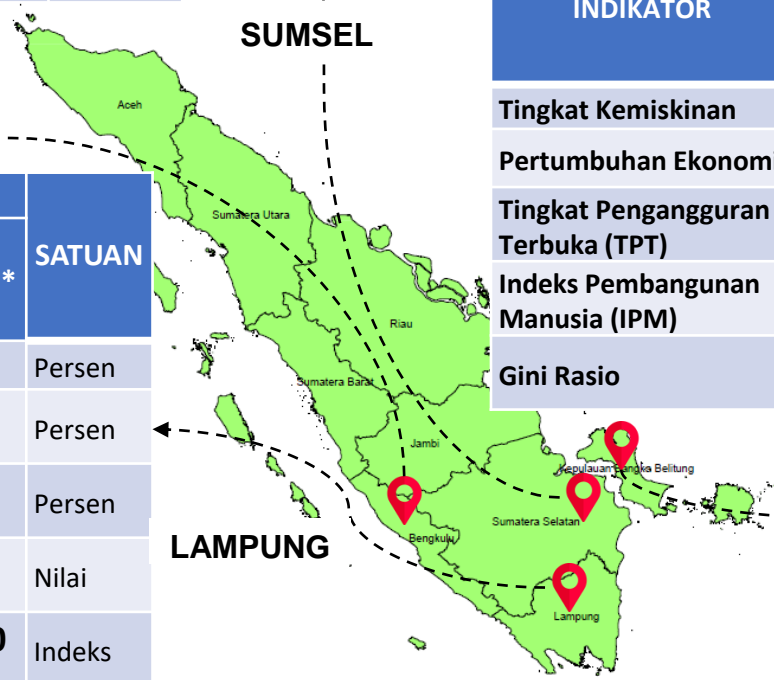 SUMSEL
INDIKATOR
Tingkat Kemiskinan
Pertumbuhan Ekonomi
Tingkat Pengangguran
Terbuka (TPT)
Indeks Pembangunan
Manusia (IPM)
Gini Rasio
*
SATUAN
Persen
Persen
Persen
Nilai
0
Indeks
LAMPUNG
Aceh
Sumatera Utara
Riau
Sumatera Barat
Jambi
Kepulauan Bangka Belitung
Sumatera Selatan
Bengkulu
Lampung